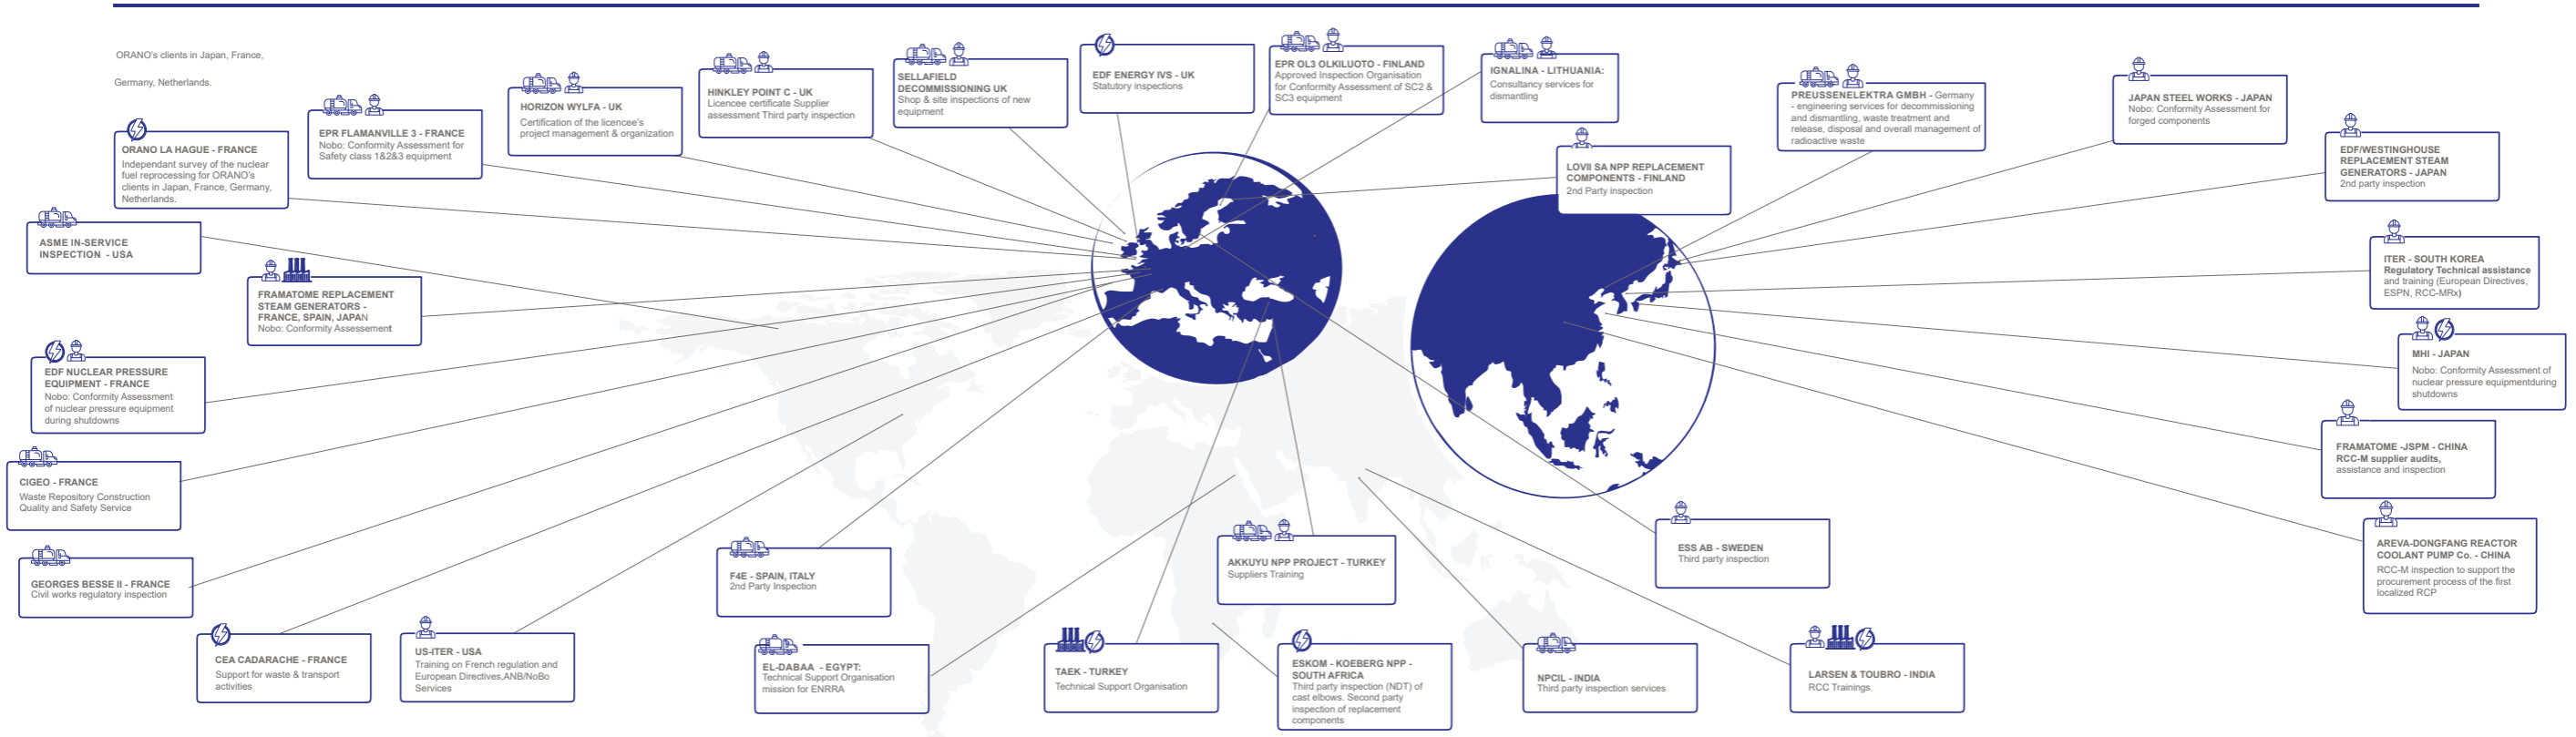 ORANO's clients in Japan, France,
Germany, Netherlands.
ORANO LA HAGUE - FRANCE
Independant survey of the nuclear
fuel reprocessing for ORANO's
clients in Japan, France, Germany,
Netherlands.
EPR FLAMANVILLE 3 - FRANCE
Nobo: Conformity Assessment for
Safety class 1&2&3 equipment
HORIZON WYLFA - UK
Certification of the licencee's
project management & organization
HINKLEY POINT C - UK
Licencee certificate Supplier
assessment Third party inspection
SELLAFIELD
DECOMMISSIONING UK
Shop & site inspections of new
equipment
EDF ENERGY IVS - UK
Statutory inspections
EPR OL3 OLKILUOTO - FINLAND
Approved Inspection Organisation
for Conformity Assessment of SC2 &
SC3 equipment
IGNALINA - LITHUANIA:
Consultancy services for
dismantling
LOVII SA NPP REPLACEMENT
COMPONENTS - FINLAND
2nd Party inspection
PREUSSENELEKTRA GMBH - Germany
- engineering services for decommissioning
and dismantling, waste treatment and
release, disposal and overall management of
radioactive waste
JAPAN STEEL WORKS - JAPAN
Nobo: Conformity Assessment for
forged components
EDF/WESTINGHOUSE
REPLACEMENT STEAM
GENERATORS - JAPAN
2nd party inspection
ASME IN-SERVICE
INSPECTION - USA
FRAMATOME REPLACEMENT
STEAM GENERATORS -
FRANCE, SPAIN, JAPAN
Nobo: Conformity Assessement
ITER - SOUTH KOREA
Regulatory Technical assistance
and training (European Directives,
ESPN, RCC-MRx)
EDF NUCLEAR PRESSURE
EQUIPMENT - FRANCE
Nobo: Conformity Assessment
of nuclear pressure equipment
during shutdowns
MHI - JAPAN
Nobo: Conformity Assessment of
nuclear pressure equipmentduring
shutdowns
CIGEO - FRANCE
Waste Repository Construction
Quality and Safety Service
FRAMATOME -JSPM - CHINA
RCC-M supplier audits,
assistance and inspection
GEORGES BESSE II - FRANCE
Civil works regulatory inspection
F4E - SPAIN, ITALY
2nd Party Inspection
AKKUYU NPP PROJECT - TURKEY
Suppliers Training
ESS AB - SWEDEN
Third party inspection
AREVA-DONGFANG REACTOR
COOLANT PUMP Co. - CHINA
RCC-M inspection to support the
procurement process of the first
localized RCP
CEA CADARACHE - FRANCE
Support for waste & transport
activities
US-ITER - USA
Training on French regulation and
European Directives,ANB/NoBo
Services
EL-DABAA - EGYPT:
Technical Support Organisation
mission for ENRRA
TAEK - TURKEY
Technical Support Organisation
ESKOM - KOEBERG NPP -
SOUTH AFRICA
Third party inspection (NDT) of
cast elbows. Second party
inspection of replacement
components
NPCIL - INDIA
Third party inspection services
LARSEN & TOUBRO - INDIA
RCC Trainings